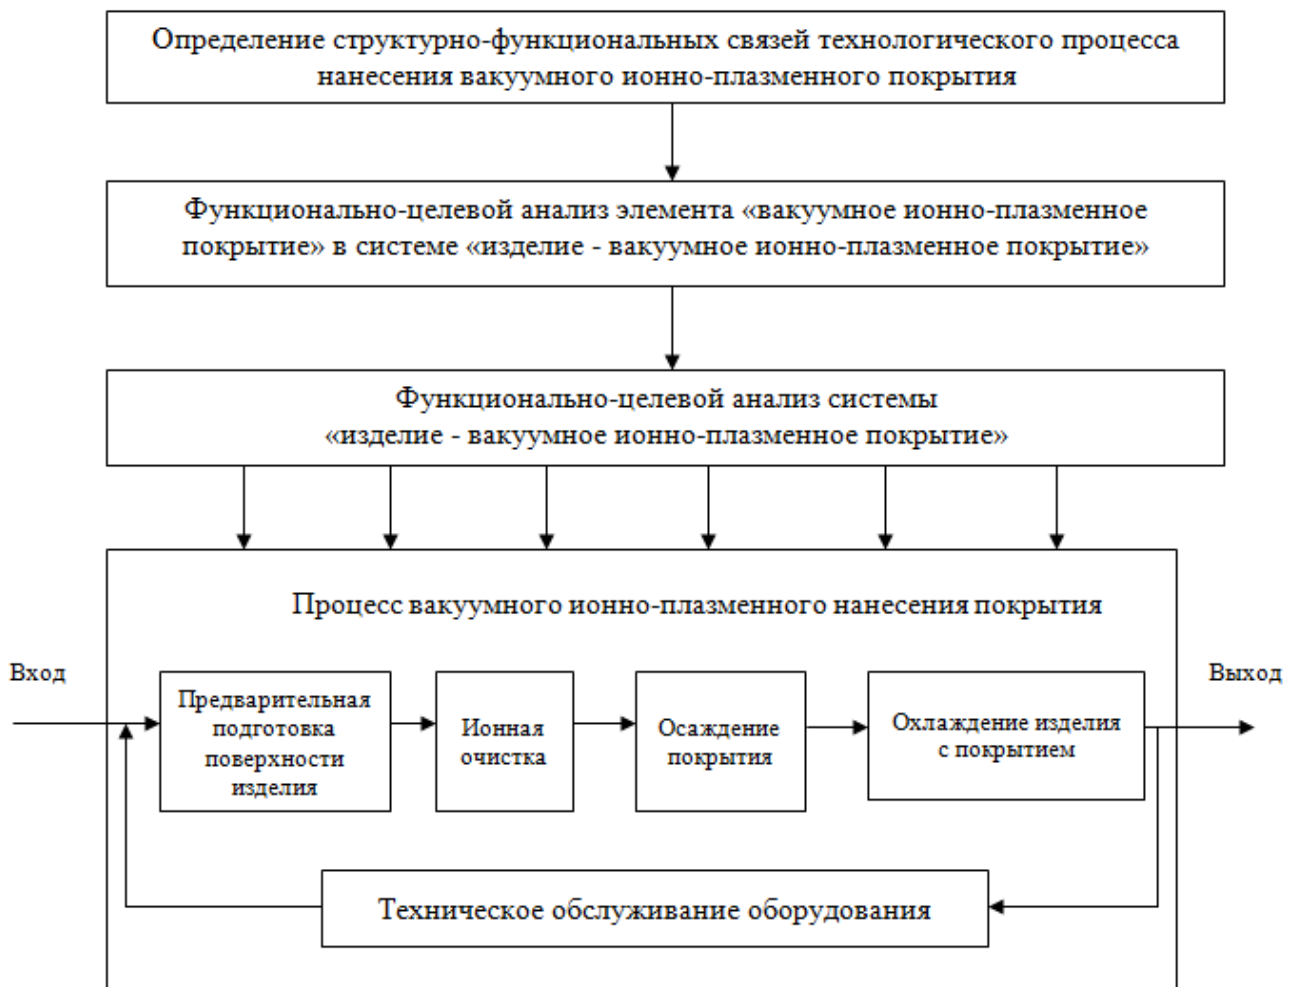 Определение структурно-функциональных связей технологического процесса
нанесения вакуумного ионно-плазменного покрытия
Функционально-целевой анализ элемента «вакуумное ионно-плазменное
покрытие» в системе «изделие - вакуумное ионно-плазменное покрытие»
Функционально-целевой анализ системы
«изделие - вакуумное ионно-плазменное покрытие»
Процесс вакуумного ионно-плазменного нанесения покрытия
Вход
Предварительная
подготовка
поверхности
изделия
Ионная
очистка
Осаждение
покрытия
Охлаждение изделия
с покрытием
Выход
Техническое обслуживание оборудования